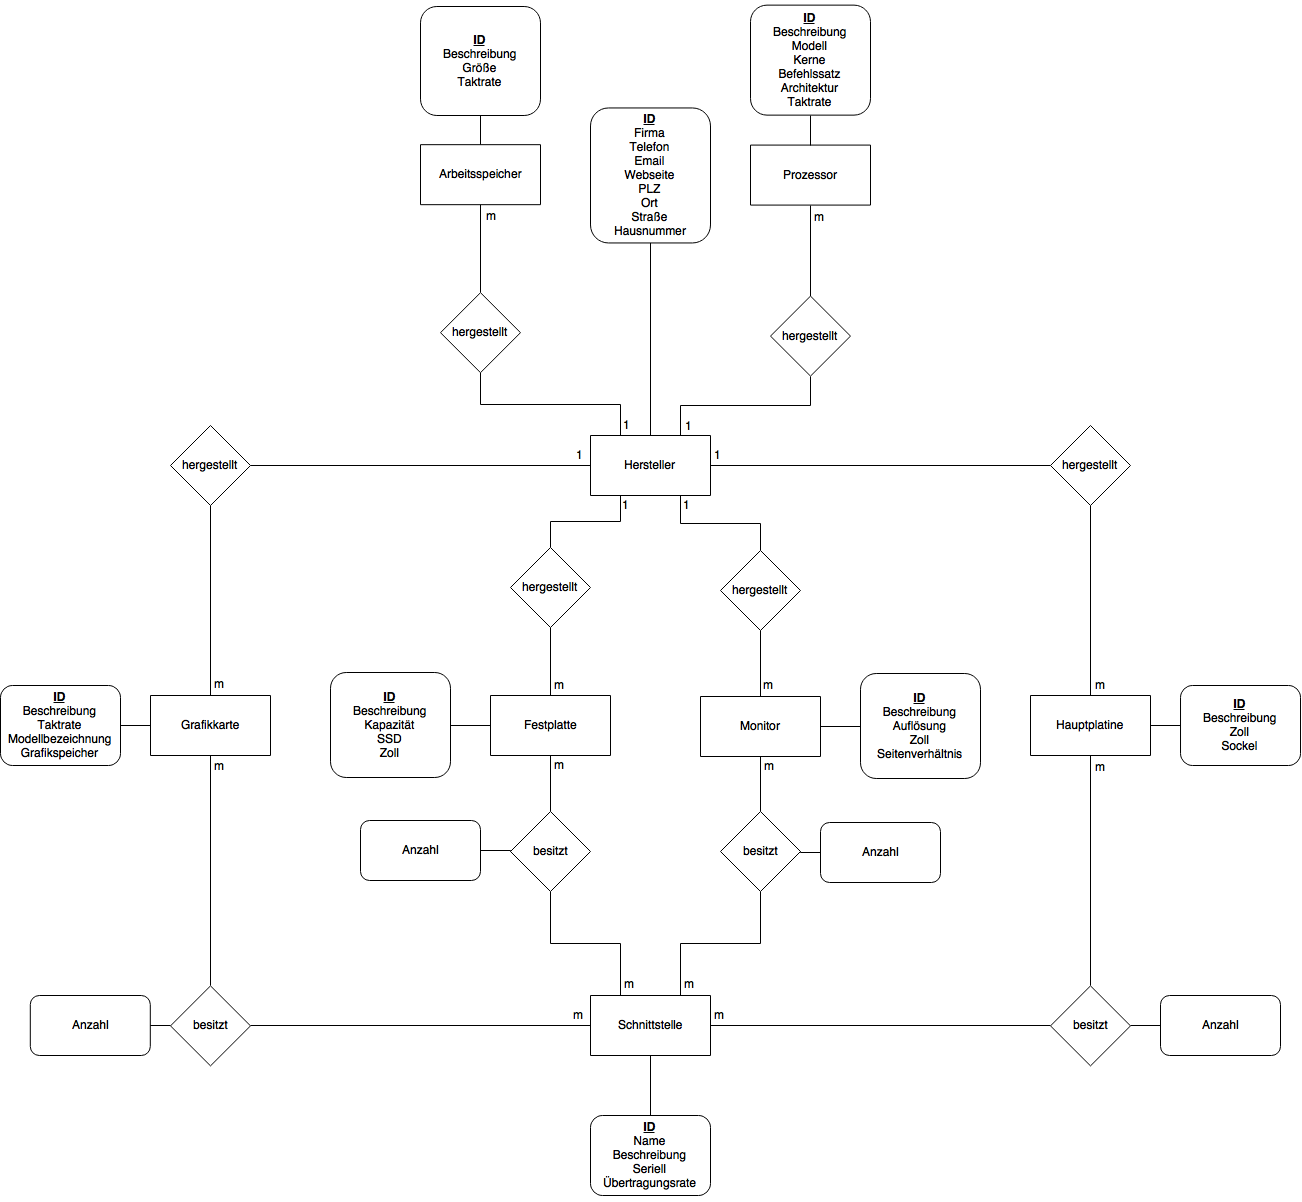 ID
Beschreibung
Größe
Taktrate
ID
Beschreibung
Modell
Kerne
Befehlssatz
Architektur
Taktrate
ID
Firma
Telefon
Email
Webseite
PLZ
Ort
Straße
Hausnummer
Arbeitsspeicher
Prozessor
m
m
hergestellt
hergestellt
1
1
hergestellt
1
Hersteller
1
hergestellt
1
1
hergestellt
hergestellt
m
m
m
m
ID
Beschreibung
Taktrate
Modellbezeichnung
Grafikspeicher
Grafikkarte
ID
Beschreibung
Kapazität
SSD
Zoll
Festplatte
Monitor
ID
Beschreibung
Auflösung
Zoll
Seitenverhältnis
Hauptplatine
ID
Beschreibung
Zoll
Sockel
m
m
m
m
Anzahl
besitzt
besitzt
Anzahl
m
m
Anzahl
besitzt
m
Schnittstelle
m
besitzt
Anzahl
ID
Name
Beschreibung
Seriell
Übertragungsrate